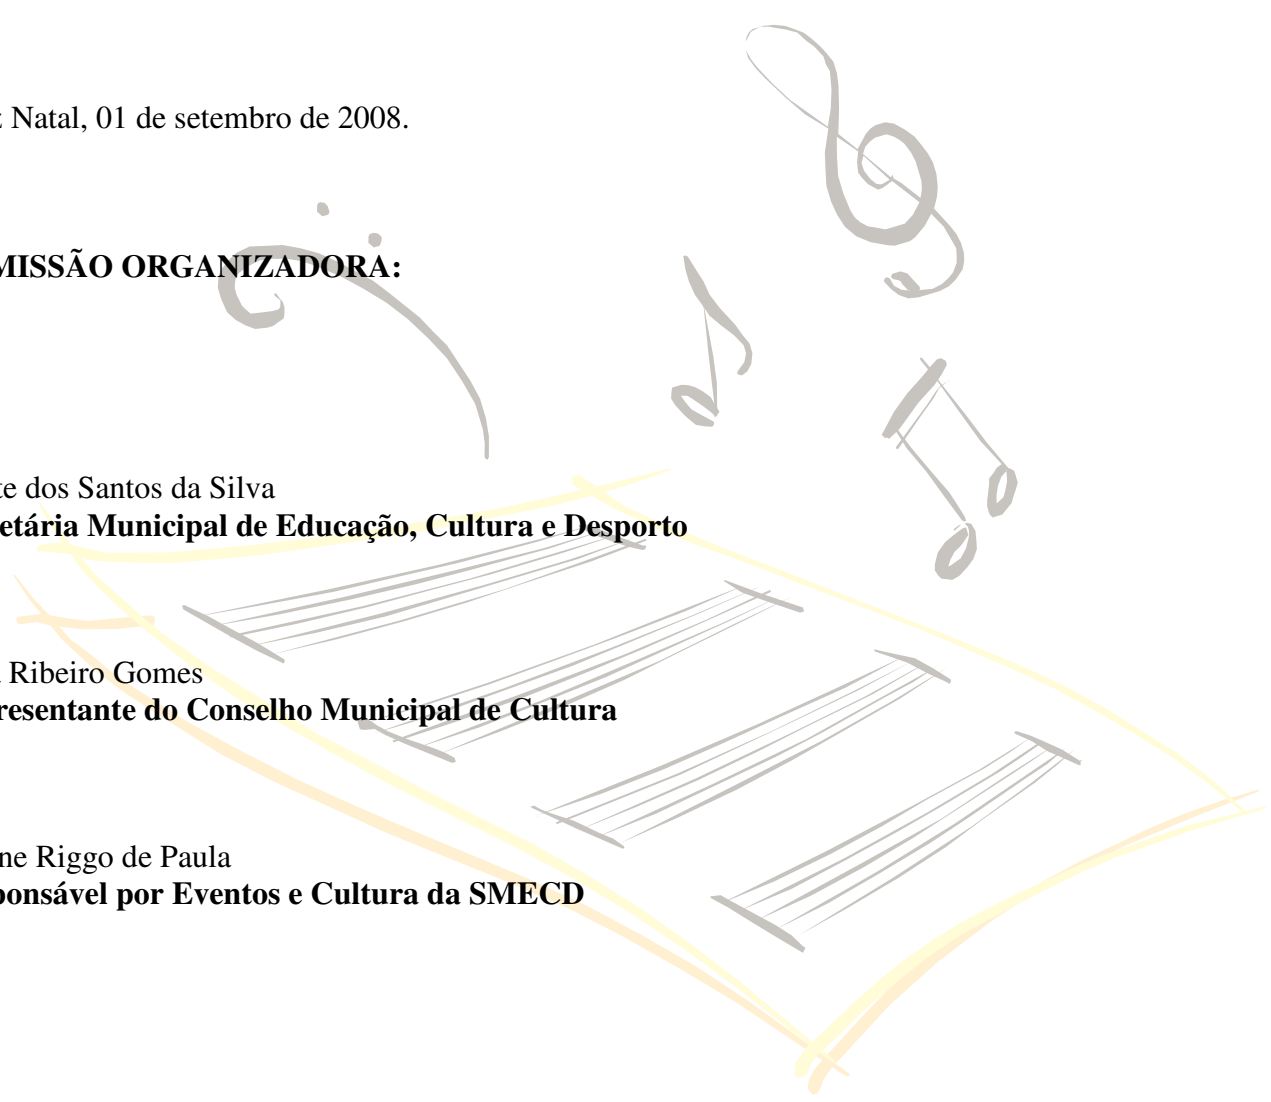 Natal, 01 de setembro de 2008.
MISSÃO ORGANIZADORA:
te dos Santos da Silva
etária Municipal de Educação, Cultura e Desporto
Ribeiro Gomes
resentante do Conselho Municipal de Cultura
ne Riggo de Paula
ponsável por Eventos e Cultura da SMECD